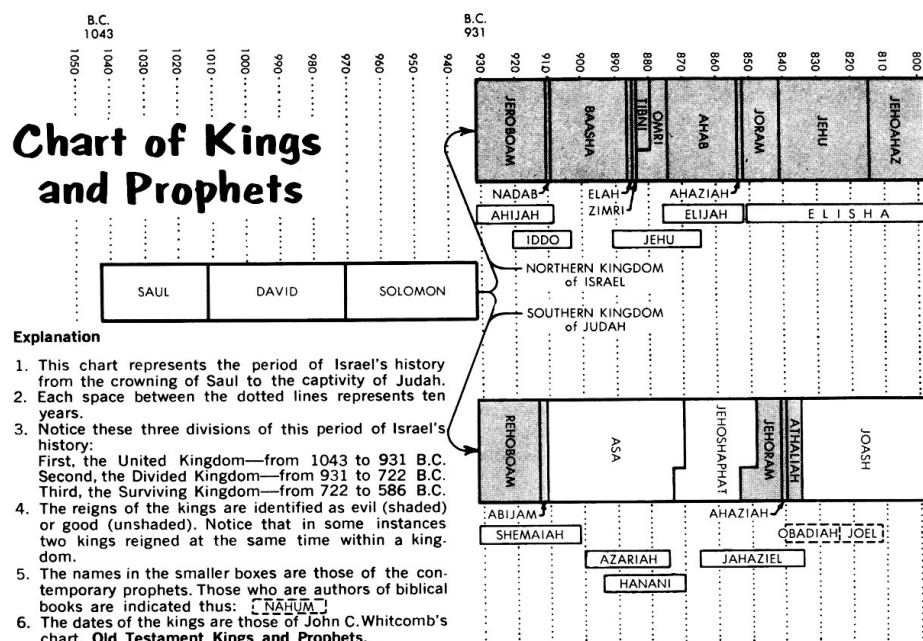 B.C.
1043
B.C.
931
1050
1040
1030
1020
1010
1000
990
980
970
960
950
940
930
920
910
900
890
880
870
860
850
840
830
820
810
800
Chart of Kings
and Prophets
JEROBOAM
BAASHA
TIBNI
OMRI
AHAB
JORAM
JEHU
JEHOAHAZ
NADAB
ELAH
ZIMRI
AHAZIAH
AHIJAH
ELIJAH
ELISHA
IDDO
JEHU
SAUL
DAVID
SOLOMON
NORTHERN KINGDOM
of ISRAEL
SOUTHERN KINGDOM
of JUDAH
REHOBOAM
ASA
JEHOSHAPHAT
JEHORAM
ATHALIAH
JOASH
ABIJAM
AHAZIAH
SHEMAIAH
OBADIAH
JOEL
AZARIAH
JAHAZIEL
HANANI
Explanation
1. This chart represents the period of Israel's history
from the crowning of Saul to the captivity of Judah.
2. Each space between the dotted lines represents ten
years.
3. Notice these three divisions of this period of Israel's
history:
First, the United Kingdom—from 1043 to 931 B.C.
Second, the Divided Kingdom—from 931 to 722 B.C.
Third, the Surviving Kingdom—from 722 to 586 B.C.
4. The reigns of the kings are identified as evil (shaded)
or good (unshaded). Notice that in some instances
two kings reigned at the same time within a king-
dom.
5. The names in the smaller boxes are those of the con-
temporary prophets. Those who are authors of biblical
books are indicated thus: NAHUM
6. The dates of the kings are those of John C. Whitcomb's
chart, Old Testament Kings and Prophets.